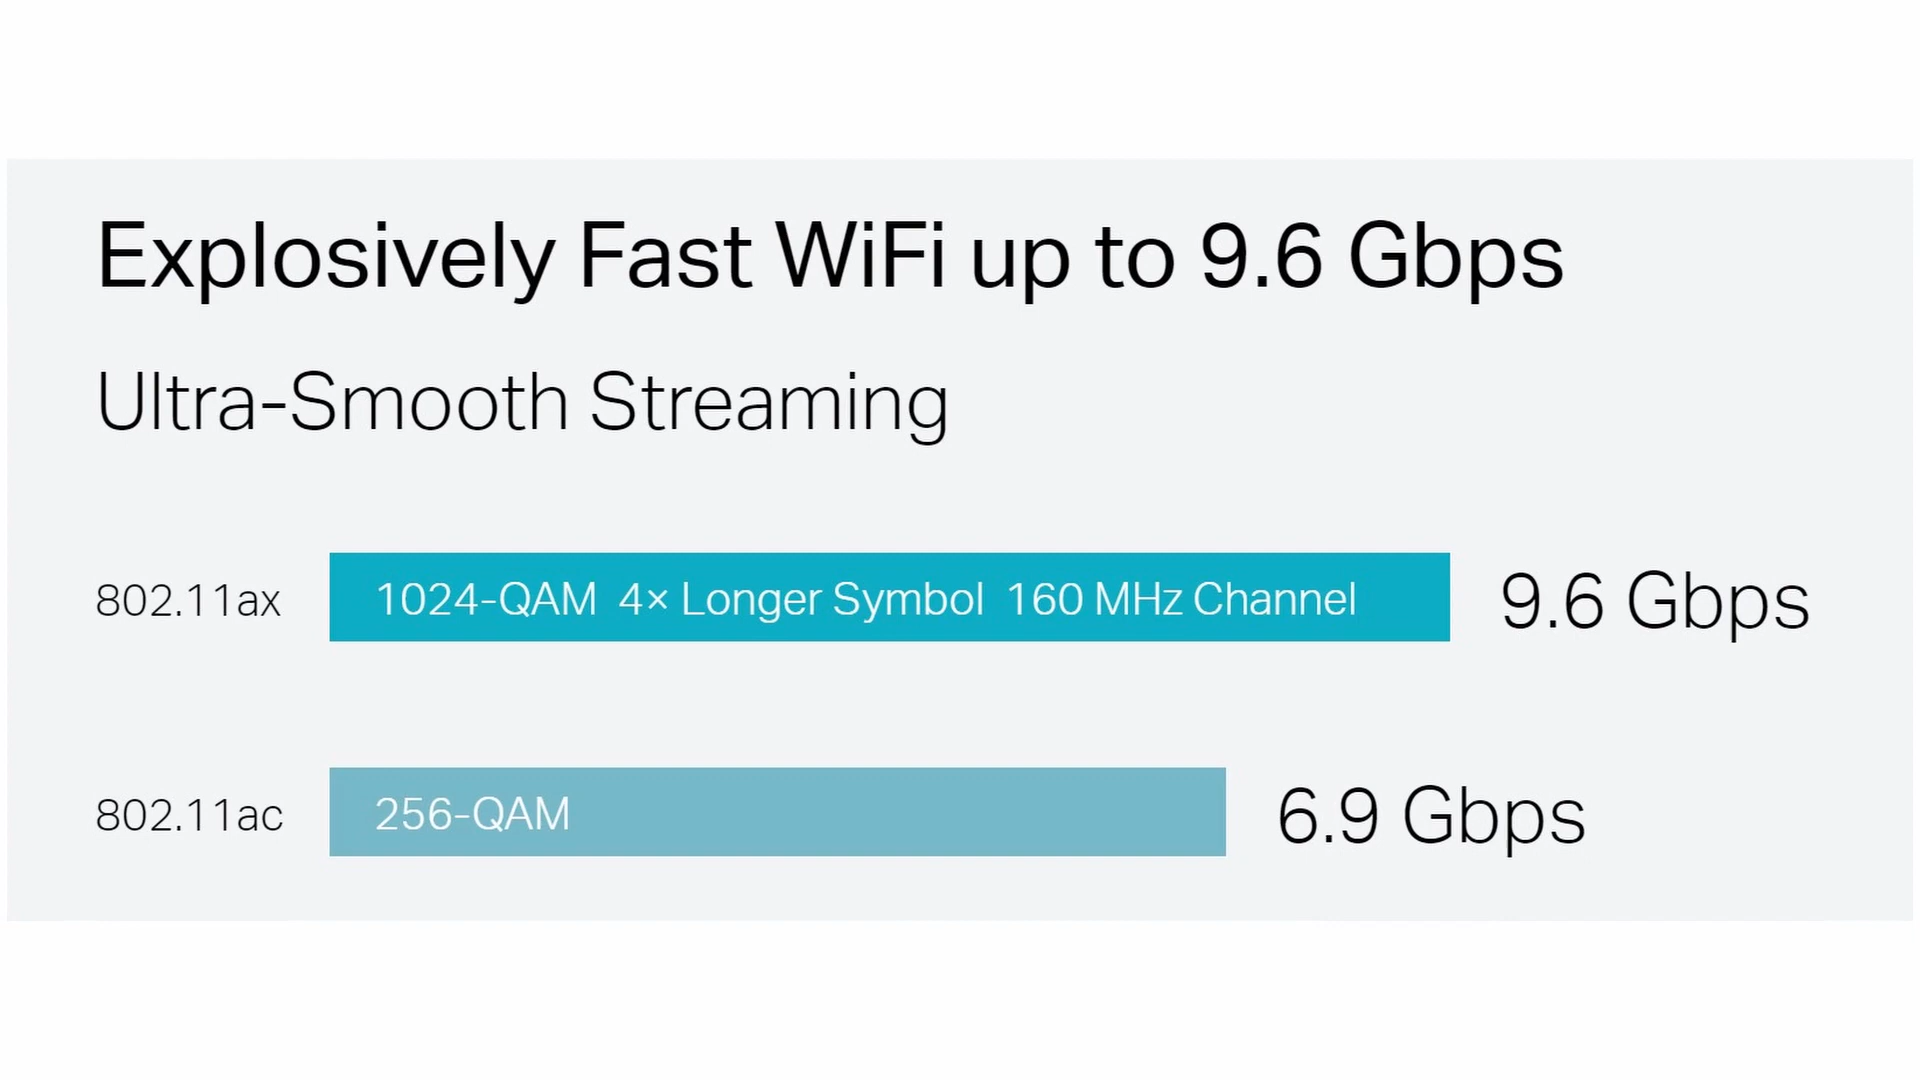 Explosively Fast WiFi up to 9.6 Gbps
Ultra-Smooth Streaming
802.11ax 1024-QAM 4× Longer Symbol 160 MHz Channel 9.6 Gbps
802.11ac 256-QAM 6.9 Gbps